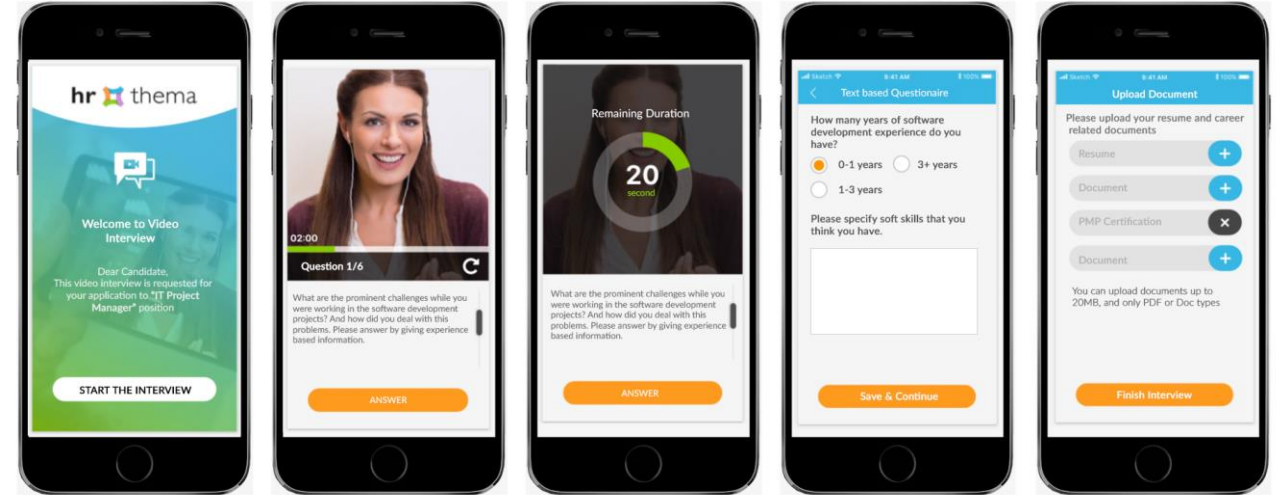 hr thema
Welcome to Video
Interview
Dear Candidate,
This video interview is requested for
your application to "IT Project
Manager" position
START THE INTERVIEW
02:00
Question 1/6
What are the prominent challenges while you
were working in the software development
projects? And how did you deal with this
problems. Please answer by giving experience
based information.
ANSWER
Remaining Duration
20
second
What are the prominent challenges while you
were working in the software development
projects? And how did you deal with this
problems. Please answer by giving experience
based information.
ANSWER
Sketch 9:41 AM 100%
Text based Questionaire
How many years of software
development experience do you
have?
0-1 years 3+ years
1-3 years
Please specify soft skills that you
think you have.
Save & Continue
Sketch 9:41 AM 100%
Upload Document
Please upload your resume and career
related documents
Resume +
Document +
PMP Certification ×
Document +
You can upload documents up to
20MB, and only PDF or Doc types
Finish Interview